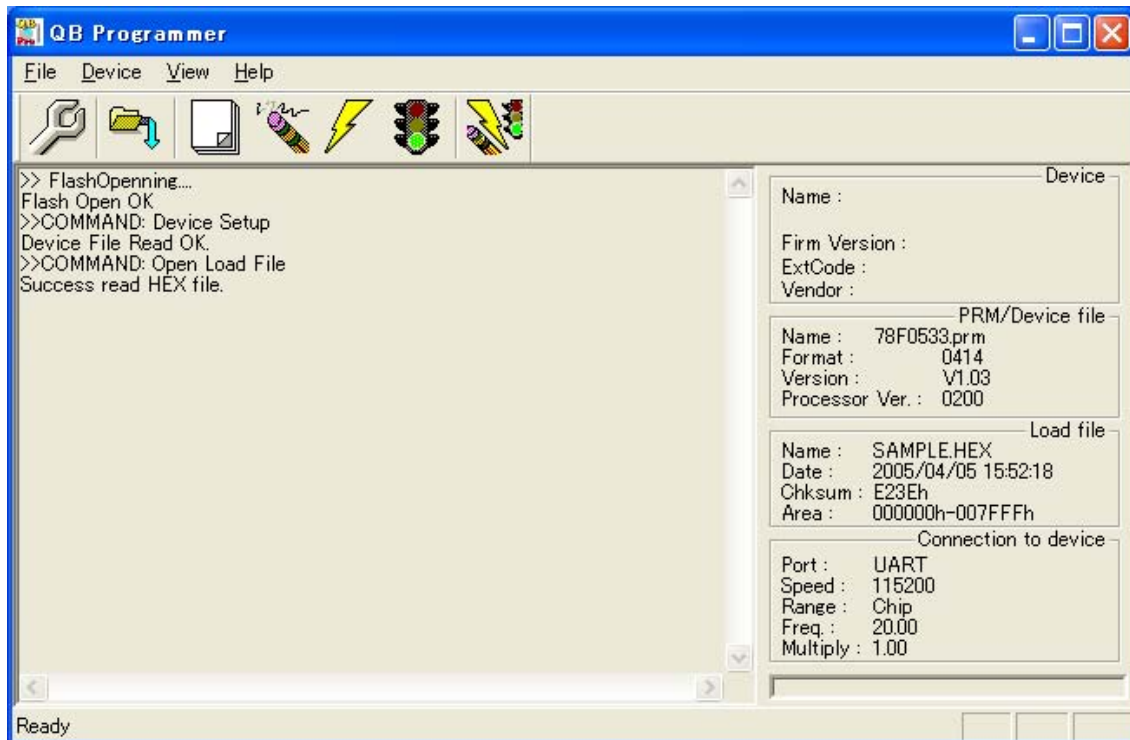 QB Programmer
File Device View Help
>> FlashOpenning....
Flash Open OK
>>COMMAND: Device Setup
Device File Read OK.
>>COMMAND: Open Load File
Success read HEX file.
Device
Name :
Firm Version :
ExtCode :
Vendor :
PRM/Device file
Name : 78F0533.prm
Format : 0414
Version : V1.03
Processor Ver. : 0200
Load file
Name : SAMPLE.HEX
Date : 2005/04/05 15:52:18
Chksum : E23Eh
Area : 000000h-007FFFh
Connection to device
Port : UART
Speed : 115200
Range : Chip
Freq. : 20.00
Multiply : 1.00
Ready